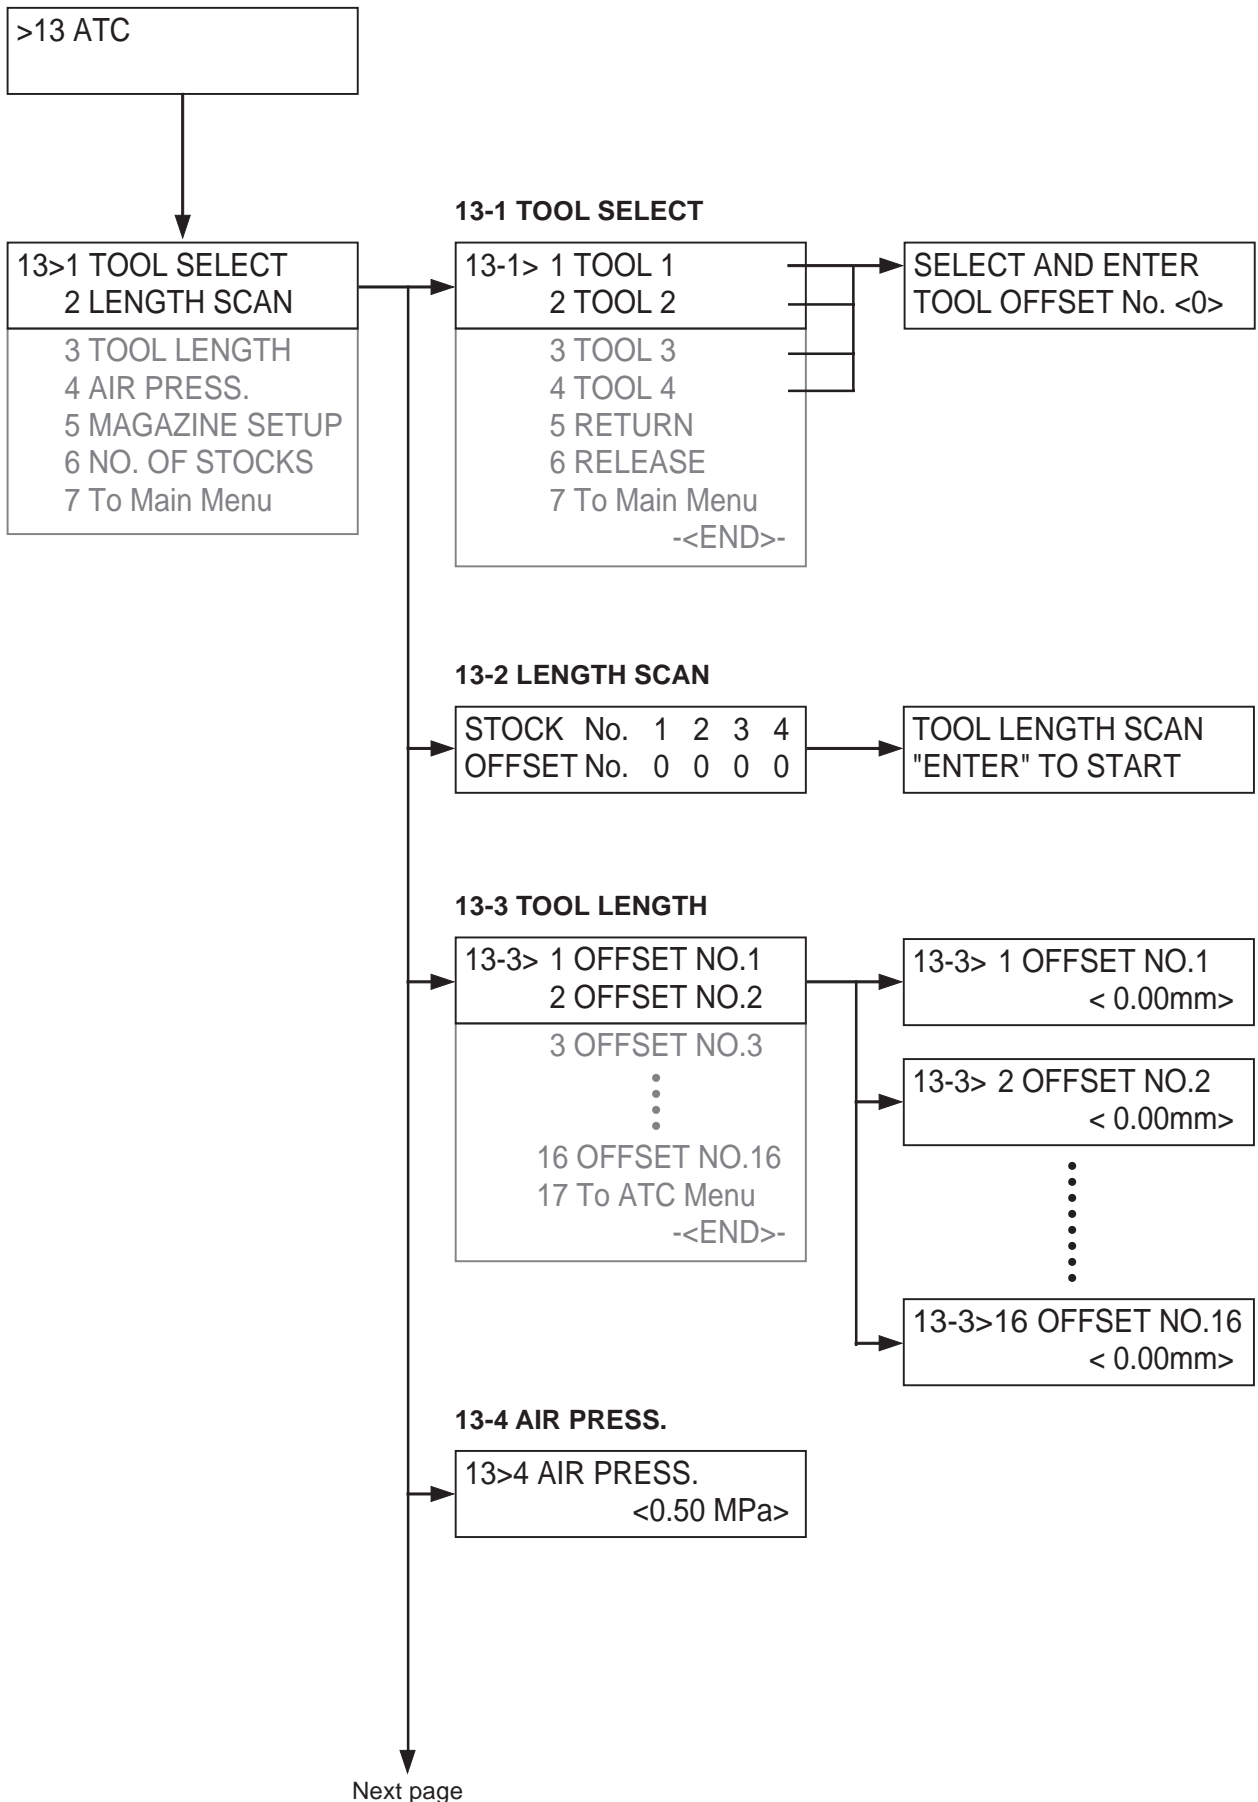 >13 ATC
13>1 TOOL SELECT
2 LENGTH SCAN
3 TOOL LENGTH
4 AIR PRESS.
5 MAGAZINE SETUP
6 NO. OF STOCKS
7 To Main Menu
13-1 TOOL SELECT
13-1> 1 TOOL 1
2 TOOL 2
3 TOOL 3
4 TOOL 4
5 RETURN
6 RELEASE
7 To Main Menu
-<END>-
SELECT AND ENTER
TOOL OFFSET No. <0>
13-2 LENGTH SCAN
STOCK No. 1 2 3 4
OFFSET No. 0 0 0 0
TOOL LENGTH SCAN
"ENTER" TO START
13-3 TOOL LENGTH
13-3> 1 OFFSET NO.1
2 OFFSET NO.2
3 OFFSET NO.3
16 OFFSET NO.16
17 To ATC Menu
-<END>-
13-3> 1 OFFSET NO.1
< 0.00mm>
13-3> 2 OFFSET NO.2
< 0.00mm>
13-3>16 OFFSET NO.16
< 0.00mm>
13-4 AIR PRESS.
13>4 AIR PRESS.
<0.50 MPa>
Next page